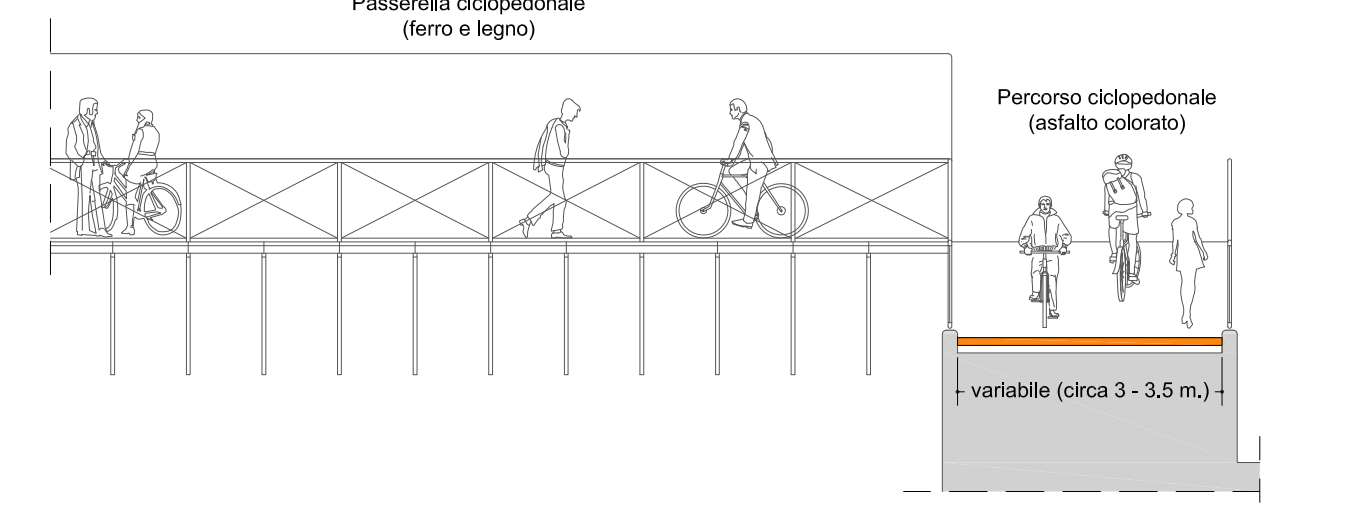 Passerella ciclopedonale
(ferro e legno)
Percorso ciclopedonale
(asfalto colorato)
variabile (circa 3 - 3.5 m.)